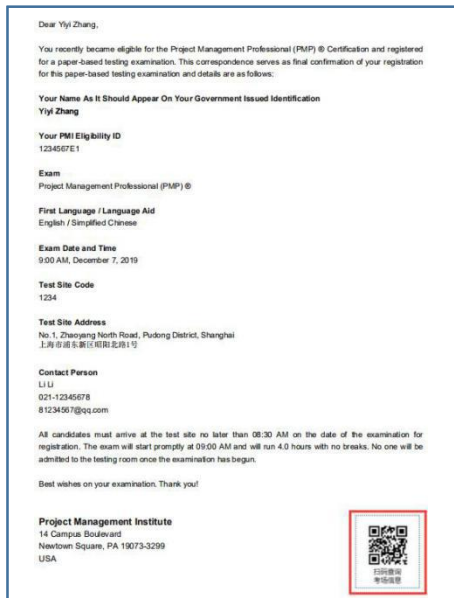 Dear Yiyi Zhang,
You recently became eligible for the Project Management Professional (PMP) ® Certification and registered
for a paper-based testing examination. This correspondence serves as final confirmation of your registration
for this paper-based testing examination and details are as follows:
Your Name As It Should Appear On Your Government Issued Identification
Yiyi Zhang
Your PMI Eligibility ID
1234567E1
Exam
Project Management Professional (PMP) ®
First Language / Language Aid
English / Simplified Chinese
Exam Date and Time
9:00 AM, December 7, 2019
Test Site Code
1234
Test Site Address
No.1, Zhaoyang North Road, Pudong District, Shanghai
上海市浦东新区昭阳北路1号
Contact Person
Li Li
021-12345678
81234567@qq.com
All candidates must arrive at the test site no later than 08:30 AM on the date of the examination for
registration. The exam will start promptly at 09:00 AM and will run 4.0 hours with no breaks. No one will be
admitted to the testing room once the examination has begun.
Best wishes on your examination. Thank you!
Project Management Institute
14 Campus Boulevard
Newtown Square, PA 19073-3299
USA
扫码查询
考场信息